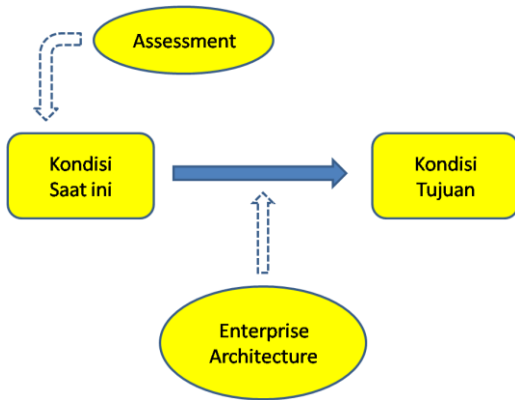 Assessment
Kondisi
Saat ini
Kondisi
Tujuan
Enterprise
Architecture